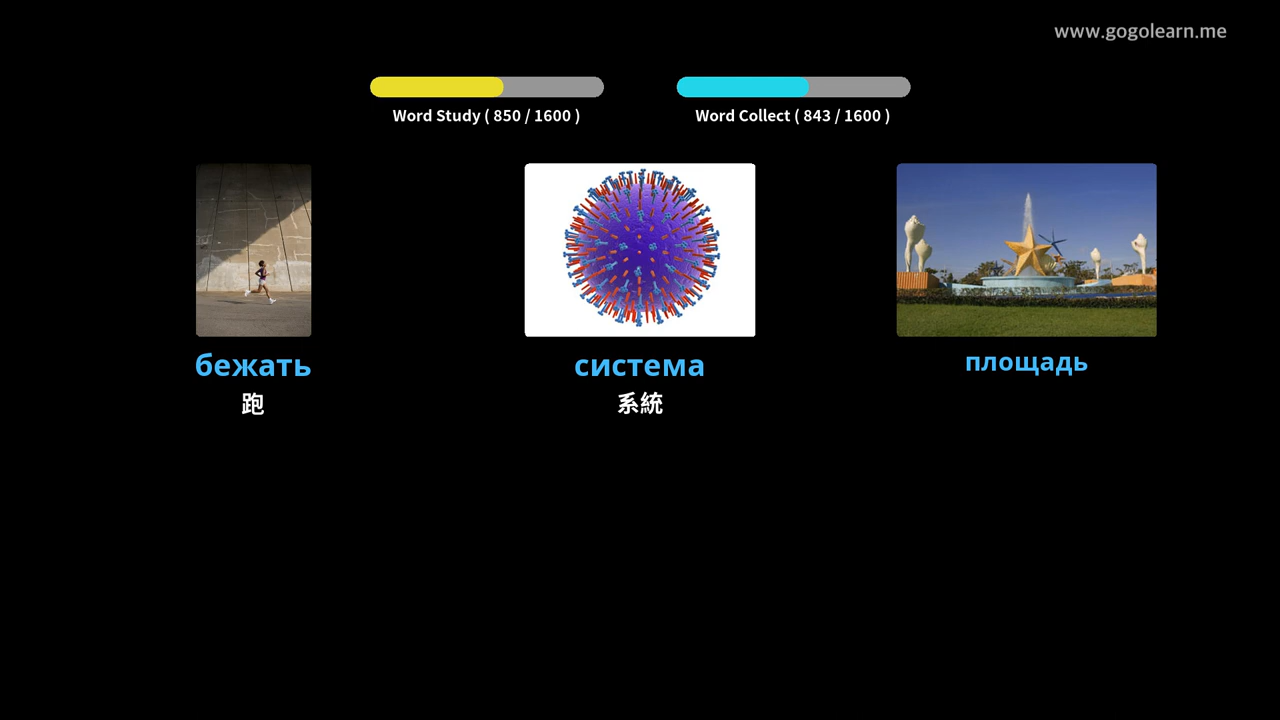 www.gogolearn.me
Word Study ( 850 / 1600 )
Word Collect ( 843 / 1600 )
бежать
跑
система
系統
площадь